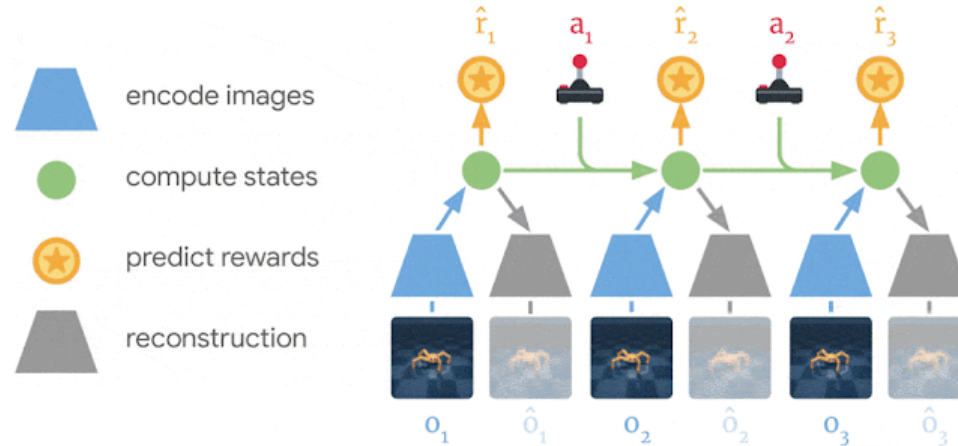 r̂₁ a₁ r̂₂ a₂ r̂₃
encode images
compute states
predict rewards
reconstruction
o₁ ô₁ o₂ ô₂ o₃ ô₃